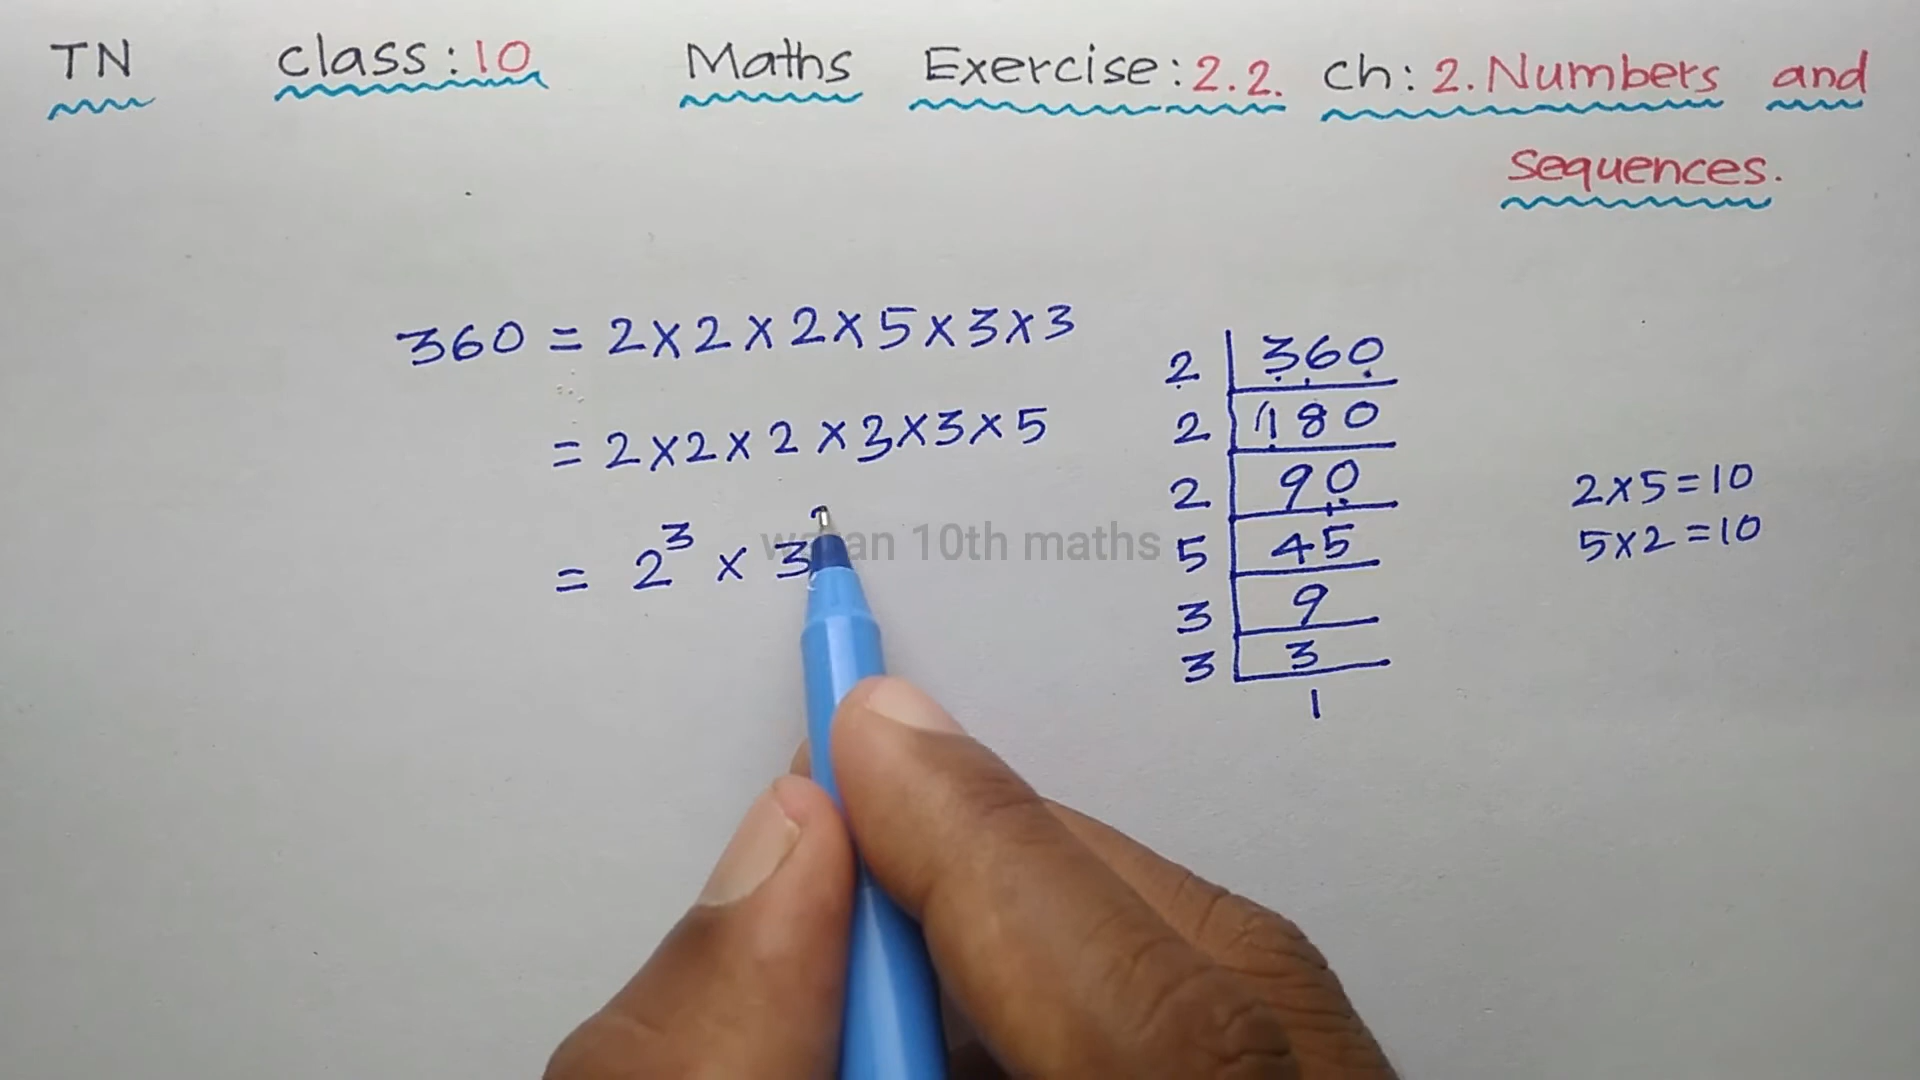 TN class:10 Maths Exercise:2.2. ch:2.Numbers and
Sequences.
360 = 2×2×2×5×3×3
= 2×2×2×3×3×5
= 2³ × 3
2 | 360
2 | 180
2 | 90
5 | 45
3 | 9
3 | 3
1
2×5=10
5×2=10
10th maths